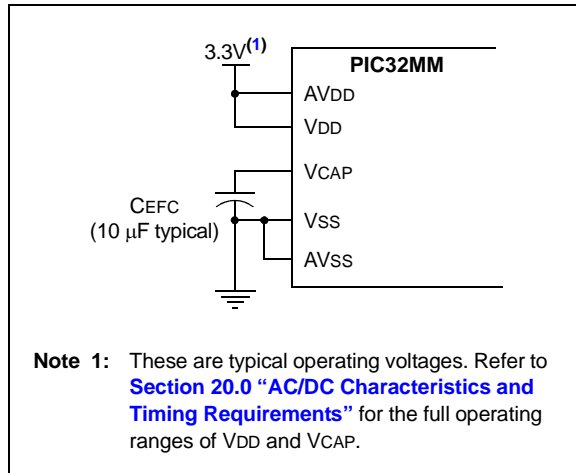 3.3V(1)
PIC32MM
AVDD
VDD
VCAP
CEFC
(10 μF typical)
VSS
AVSS
Note 1: These are typical operating voltages. Refer to
Section 20.0 “AC/DC Characteristics and
Timing Requirements” for the full operating
ranges of VDD and VCAP.